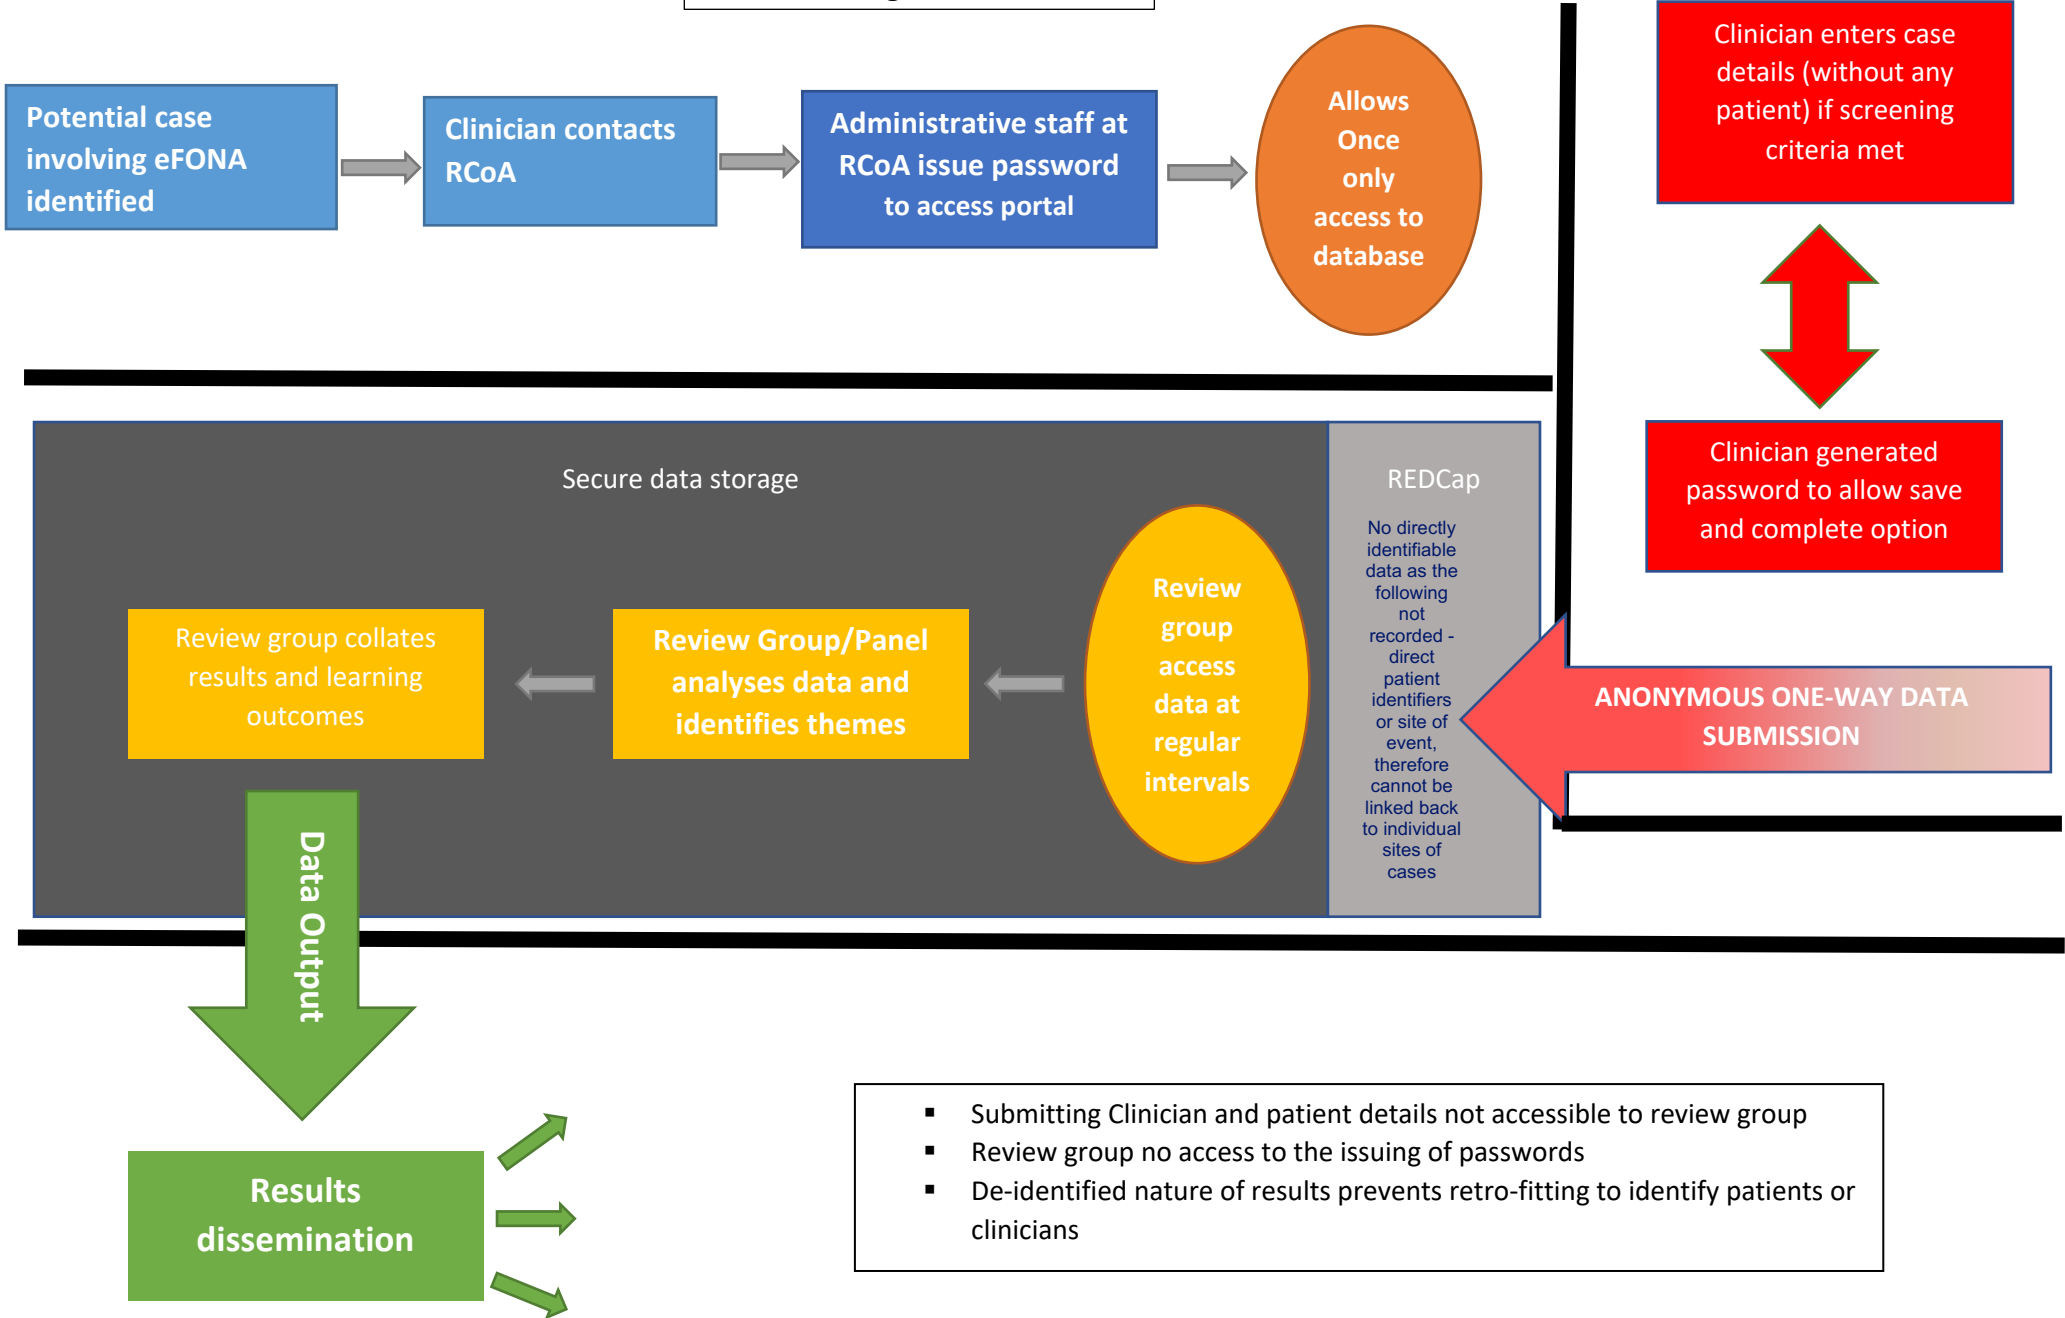 Potential case
involving eFONA
identified
Clinician contacts
RCoA
Administrative staff at
RCoA issue password
to access portal
Allows
Once
only
access to
database
Clinician enters case
details (without any
patient) if screening
criteria met
Clinician generated
password to allow save
and complete option
ANONYMOUS ONE-WAY DATA
SUBMISSION
REDCap
No directly
identifiable
data as the
following
not
recorded -
direct
patient
identifiers
or site of
event,
therefore
cannot be
linked back
to individual
sites of
cases
Secure data storage
Review
group
access
data at
regular
intervals
Review Group/Panel
analyses data and
identifies themes
Review group collates
results and learning
outcomes
Data Output
Results
dissemination
▪ Submitting Clinician and patient details not accessible to review group
▪ Review group no access to the issuing of passwords
▪ De-identified nature of results prevents retro-fitting to identify patients or
clinicians